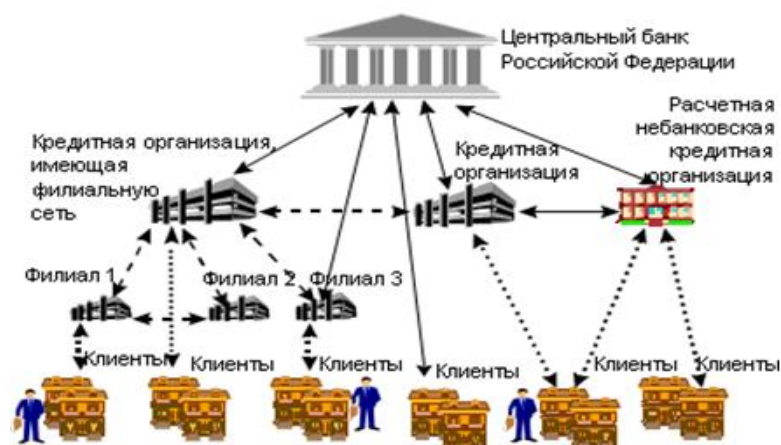 Центральный банк
Российской Федерации
Кредитная организация,
имеющая
филиальную
сеть
Кредитная
организация
Расчетная
небанковская
кредитная
организация
Филиал 1
Филиал 2
Филиал 3
Клиенты
Клиенты
Клиенты
Клиенты
Клиенты
Клиенты